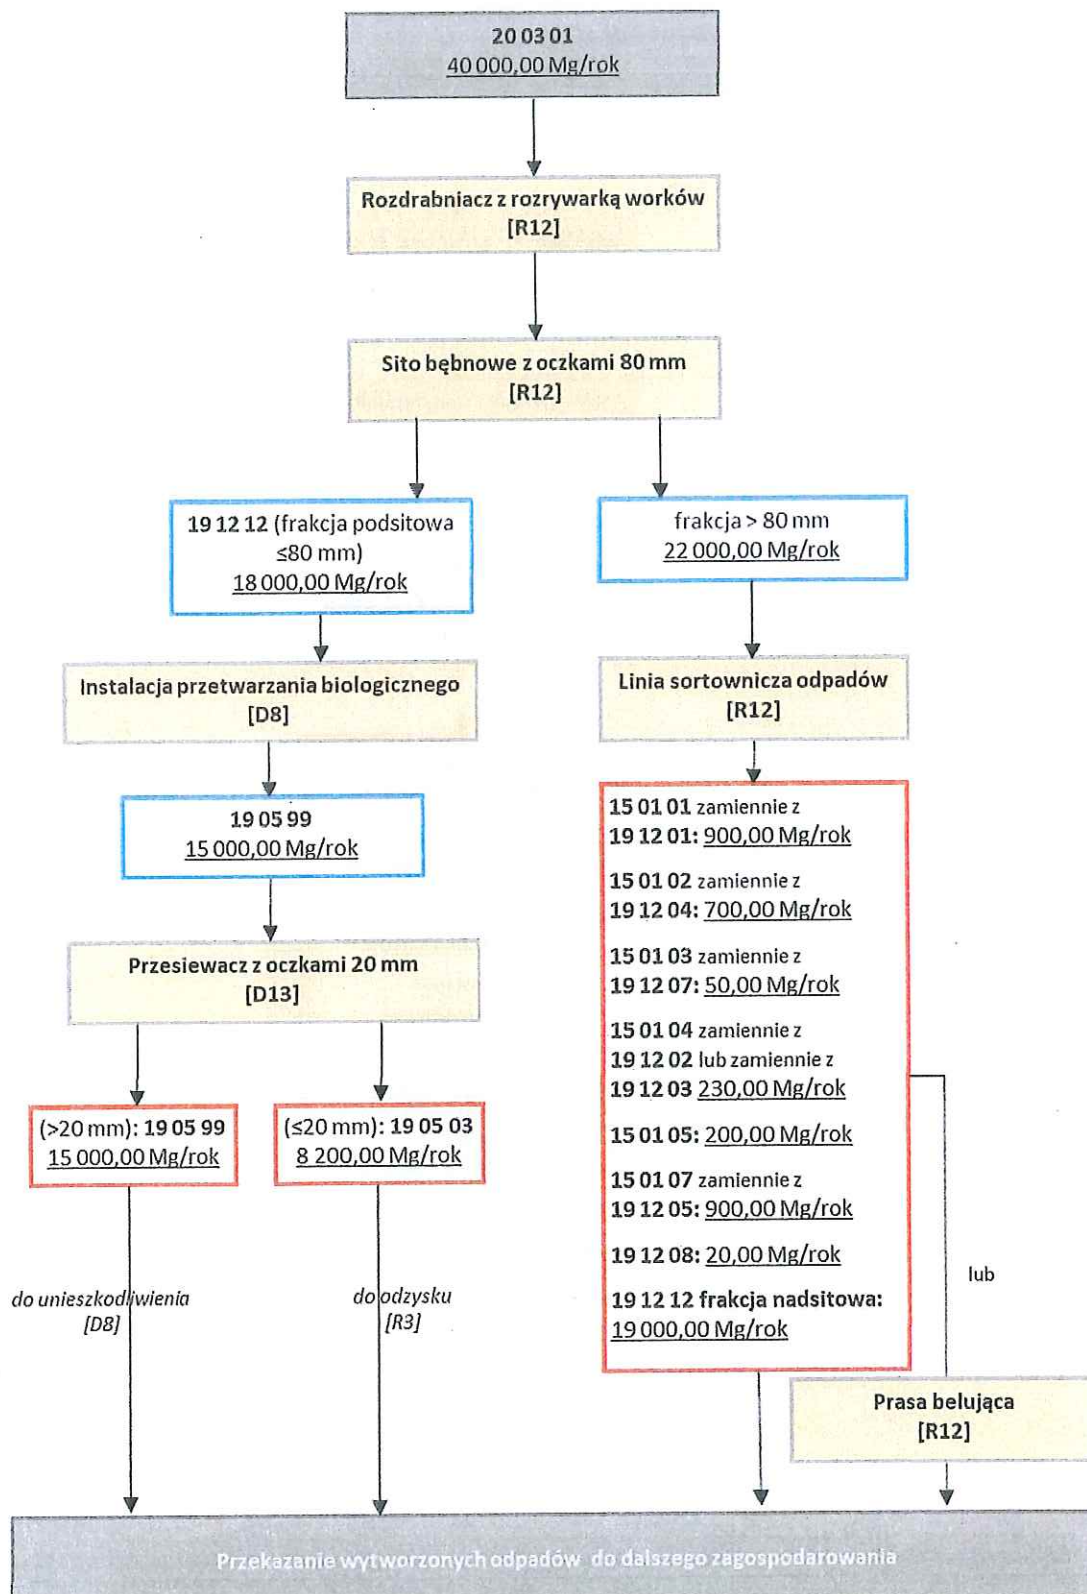 20 03 01
40 000,00 Mg/rok
Rozdrabniacz z rozrywarką worków
[R12]
Sito bębnowe z oczkami 80 mm
[R12]
19 12 12 (frakcja podsitowa
≤80 mm)
18 000,00 Mg/rok
frakcja > 80 mm
22 000,00 Mg/rok
Instalacja przetwarzania biologicznego
[D8]
Linia sortownicza odpadów
[R12]
19 05 99
15 000,00 Mg/rok
Przesiewacz z oczkami 20 mm
[D13]
(>20 mm): 19 05 99
15 000,00 Mg/rok
(≤20 mm): 19 05 03
8 200,00 Mg/rok
do unieszkodliwienia
[D8]
do odzysku
[R3]
15 01 01 zamiennie z
19 12 01: 900,00 Mg/rok
15 01 02 zamiennie z
19 12 04: 700,00 Mg/rok
15 01 03 zamiennie z
19 12 07: 50,00 Mg/rok
15 01 04 zamiennie z
19 12 02 lub zamiennie z
19 12 03 230,00 Mg/rok
15 01 05: 200,00 Mg/rok
15 01 07 zamiennie z
19 12 05: 900,00 Mg/rok
19 12 08: 20,00 Mg/rok
19 12 12 frakcja nadsitowa:
19 000,00 Mg/rok
lub
Prasa belująca
[R12]
Przekazanie wytworzonych odpadów do dalszego zagospodarowania